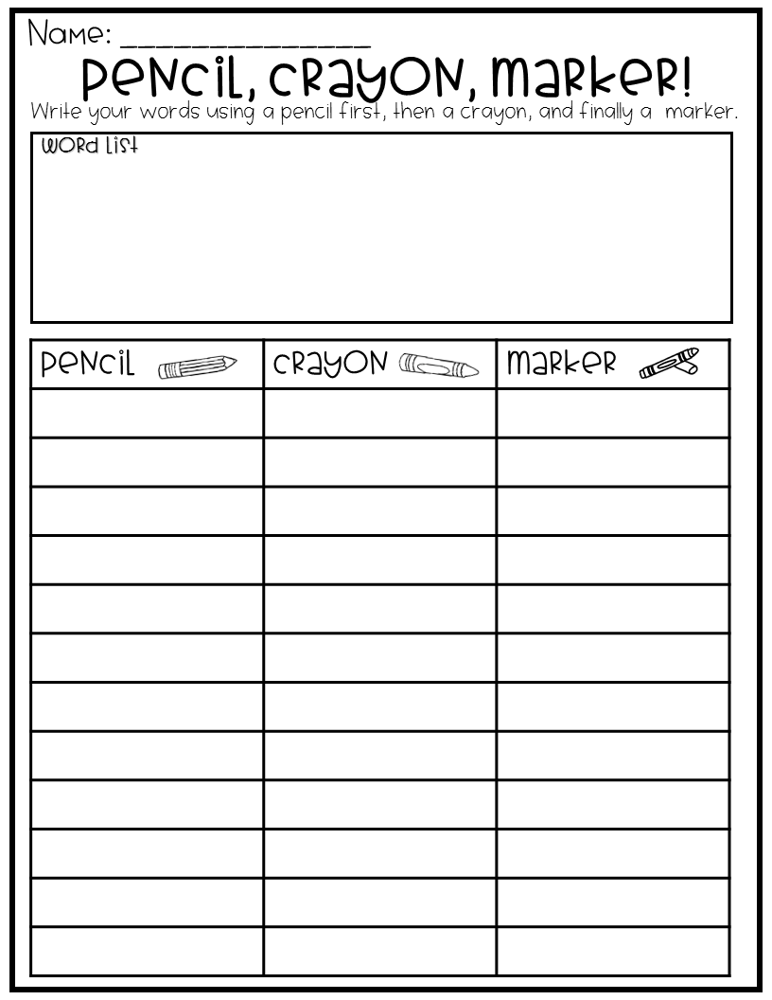 Name: ______________
Pencil, Crayon, Marker!
Write your words using a pencil first, then a crayon, and finally a marker.
Word List
Pencil Crayon Marker